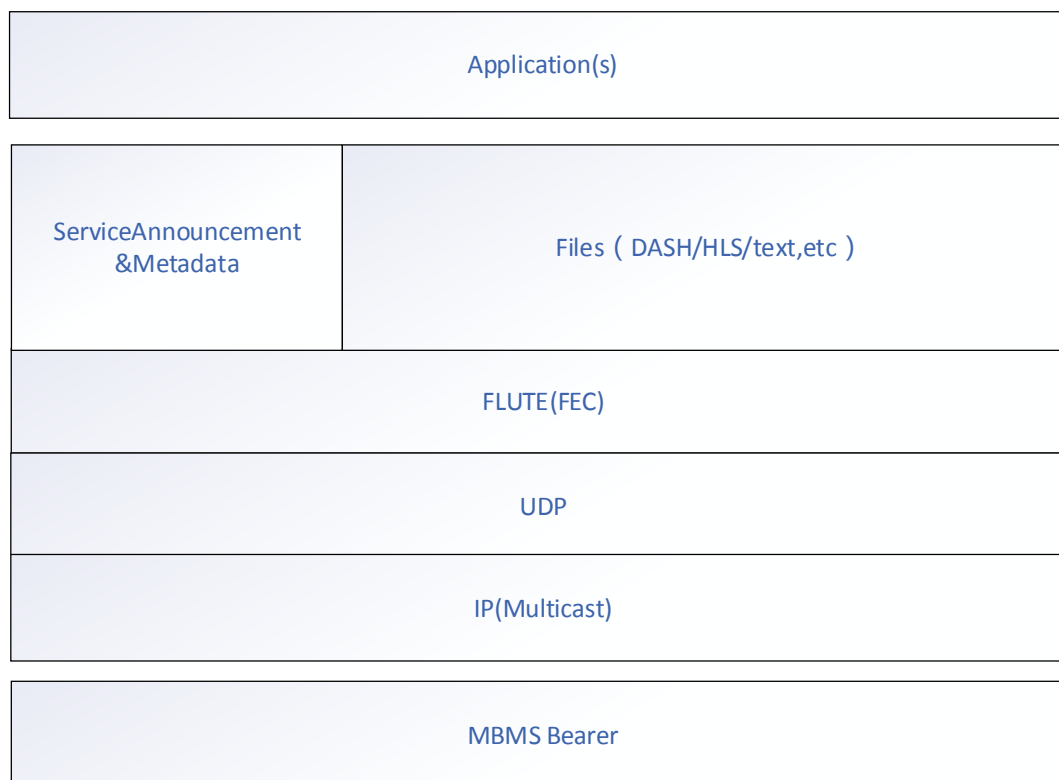 Application(s)
ServiceAnnouncement
&Metadata
Files ( DASH/HLS/text,etc )
FLUTE(FEC)
UDP
IP(Multicast)
MBMS Bearer